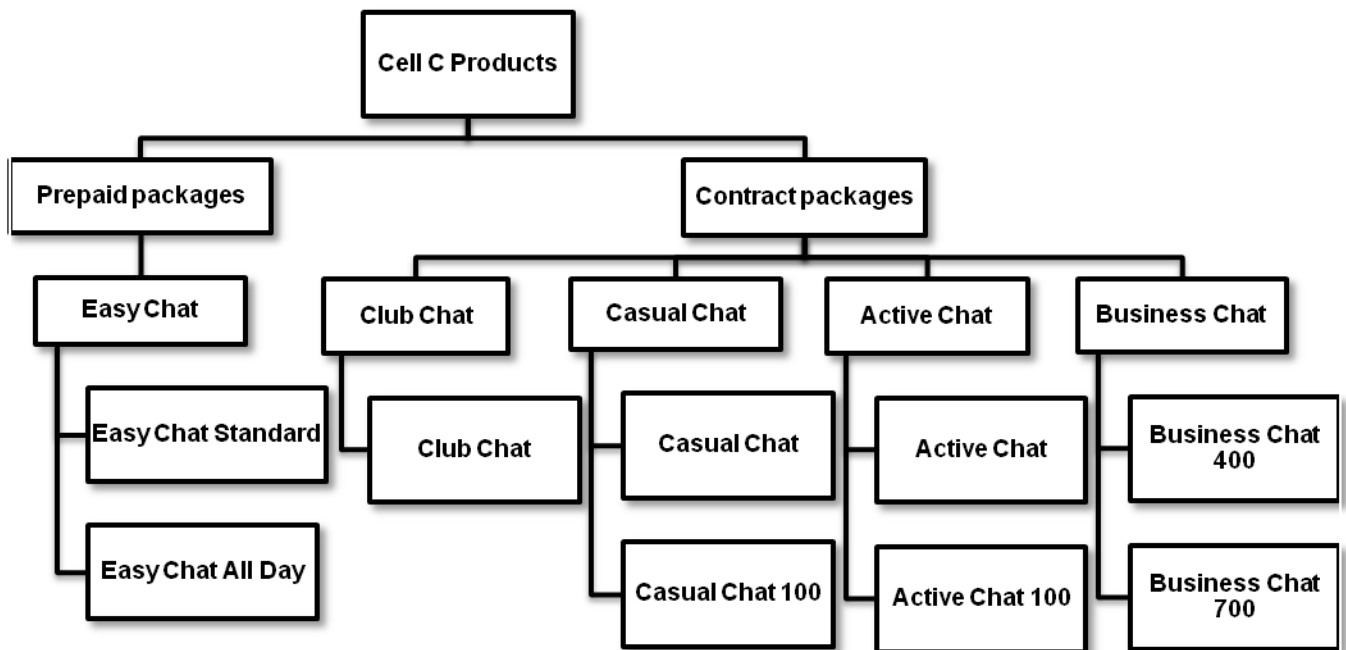 Cell C Products
Prepaid packages
Contract packages
Easy Chat
Club Chat
Casual Chat
Active Chat
Business Chat
Easy Chat Standard
Club Chat
Casual Chat
Active Chat
Business Chat
400
Easy Chat All Day
Casual Chat 100
Active Chat 100
Business Chat
700